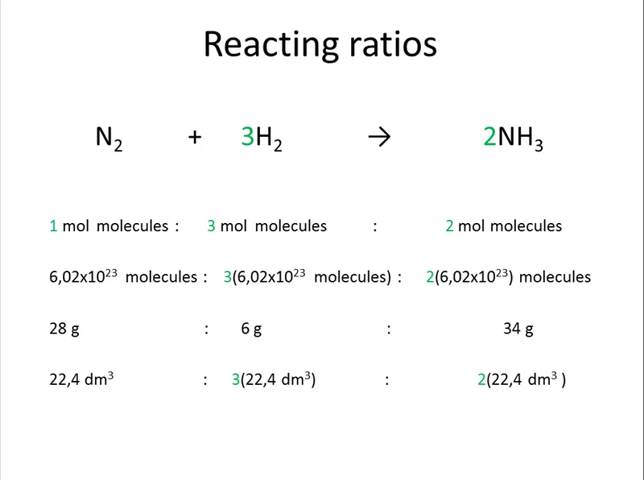 Reacting ratios
N₂ + 3H₂ → 2NH₃
1 mol molecules : 3 mol molecules : 2 mol molecules
6,02x10²³ molecules : 3(6,02x10²³ molecules) : 2(6,02x10²³) molecules
28 g : 6 g : 34 g
22,4 dm³ : 3(22,4 dm³) : 2(22,4 dm³ )